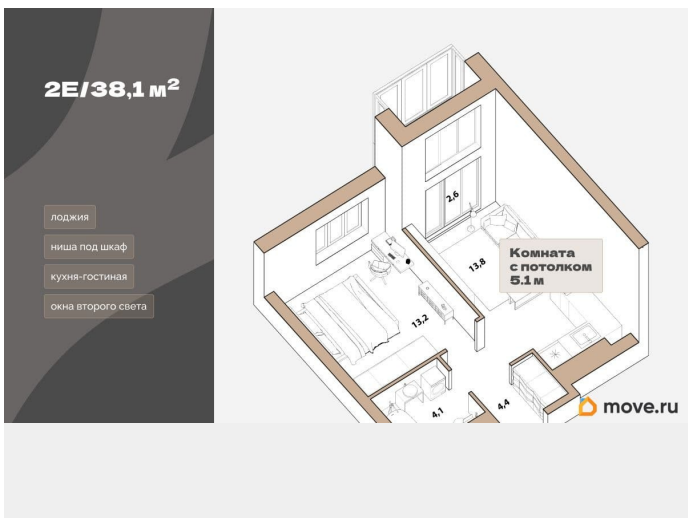 2Е/38,1 м²
лоджия
ниша под шкаф
кухня-гостиная
окна второго света
2,6
13,8
Комната
с потолком
5.1 м
13,2
4,1
4,4
move.ru